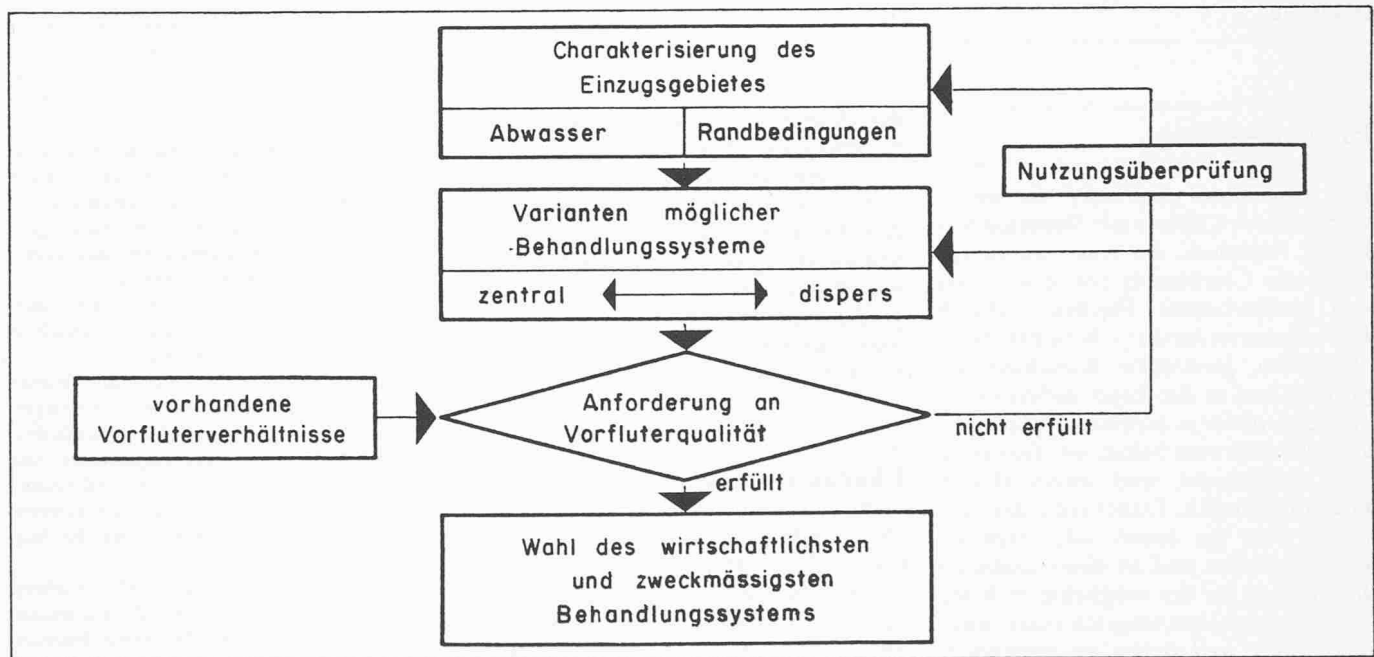 Charakterisierung des
Einzugsgebietes
Abwasser
Randbedingungen
Nutzungsüberprüfung
Varianten möglicher
Behandlungssysteme
zentral
dispers
vorhandene
Vorfluterverhältnisse
Anforderung an
Vorfluterqualität
nicht erfüllt
erfüllt
Wahl des wirtschaftlichsten
und zweckmässigsten
Behandlungssystems